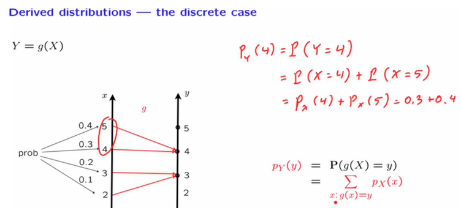 Derived distributions — the discrete case
Y = g(X)
P_Y(4) = P(Y=4)
= P(X=4) + P(X=5)
= P_X(4) + P_X(5) = 0.3 + 0.4
x
g
y
0.4
5
5
0.3
4
4
prob
0.2
3
3
0.1
2
2
p_Y(y) = P(g(X) = y)
= ∑ p_X(x)
x: g(x)=y